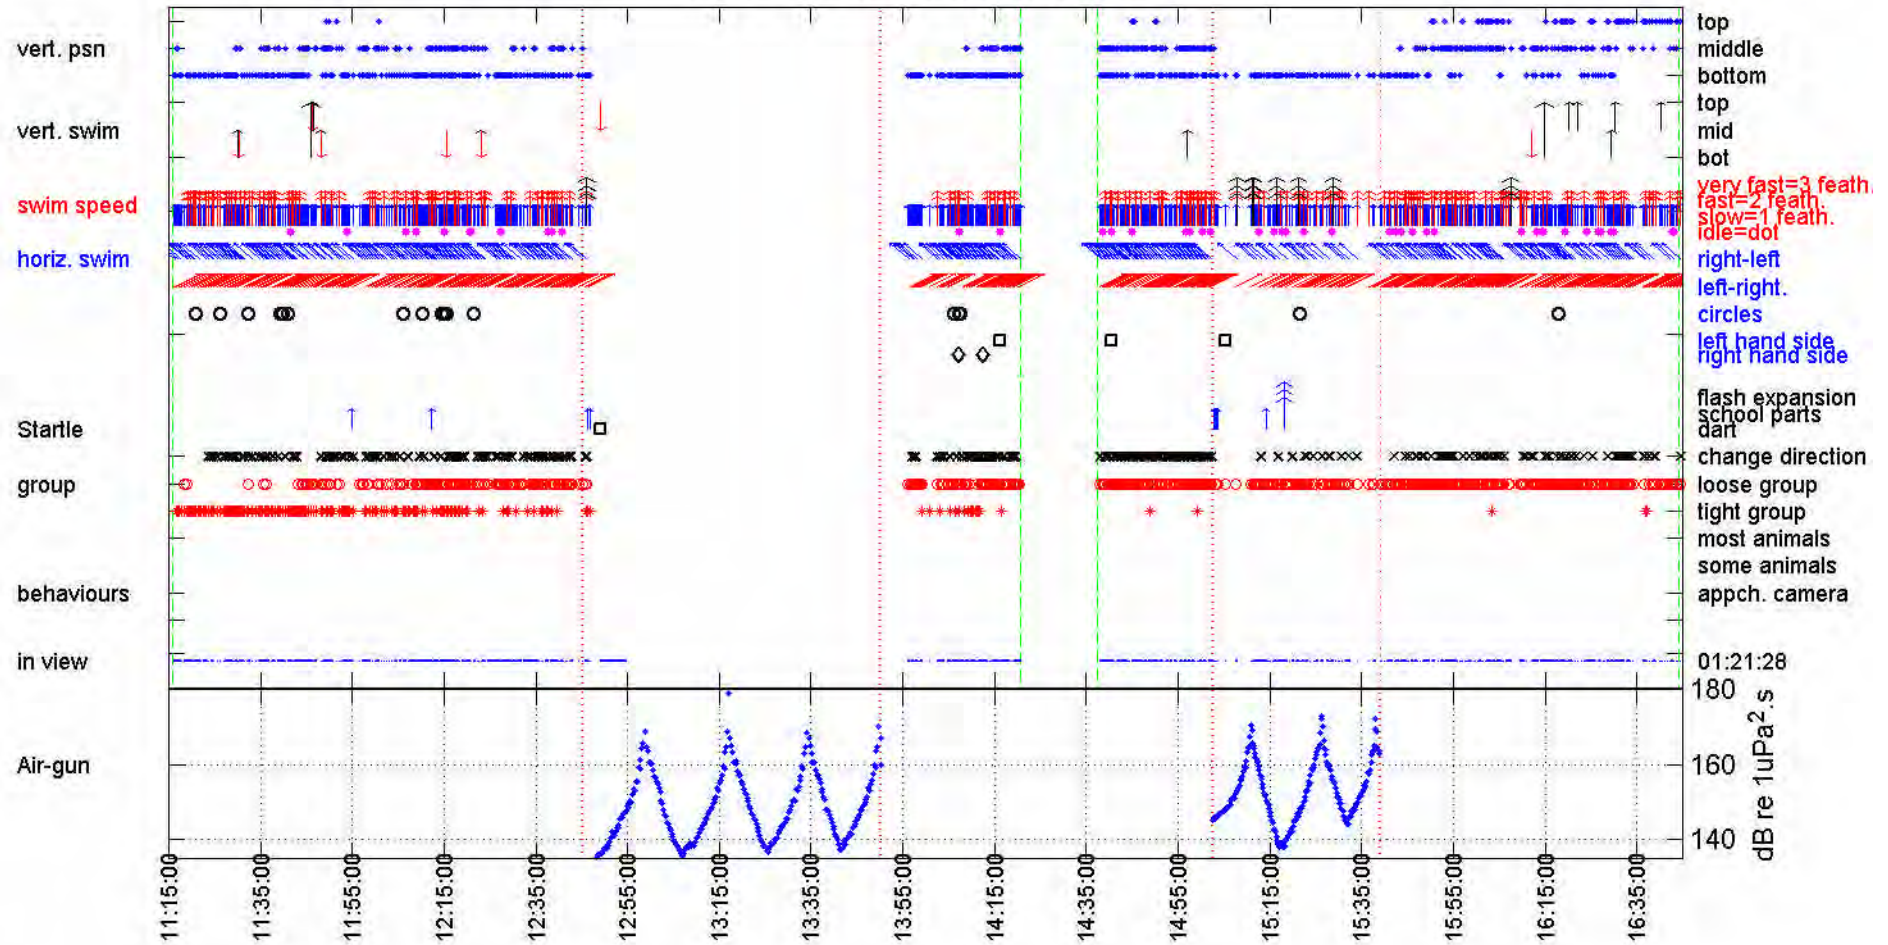 vert. psn
vert. swim
swim speed
horiz. swim
Startle
group
behaviours
in view
Air-gun
top
middle
bottom
top
mid
bot
very fast=3 feath.
fast=2 feath.
slow=1 feath.
idle=dot
right-left
left-right.
circles
left hand side
right hand side
flash expansion
school parts
dart
change direction
loose group
tight group
most animals
some animals
appch. camera
01:21:28
180
160
140
dB re 1uPa2.s
11:15:00
11:35:00
11:55:00
12:15:00
12:35:00
12:55:00
13:15:00
13:35:00
13:55:00
14:15:00
14:35:00
14:55:00
15:15:00
15:35:00
15:55:00
16:15:00
16:35:00